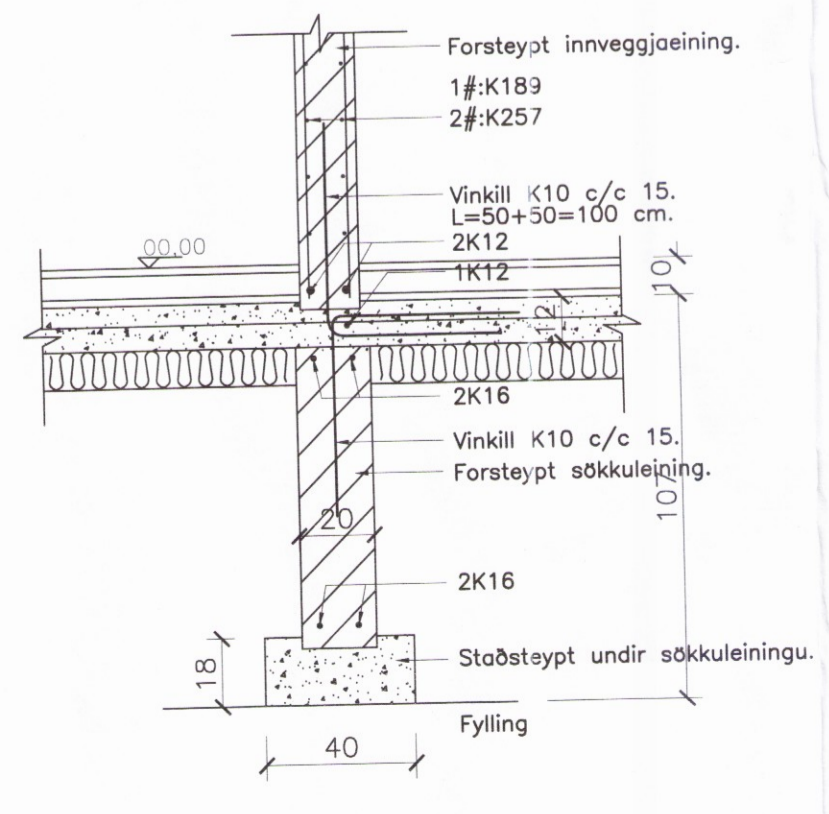 Forsteypt innveggjaeining.
1#:K189
2#:K257
Vinkill K10 c/c 15.
L=50+50=100 cm.
00,00
2K12
1K12
10
12
2K16
Vinkill K10 c/c 15.
Forsteypt sökkuleining.
107
20
2K16
18
Staðsteypt undir sökkuleiningu.
Fylling
40